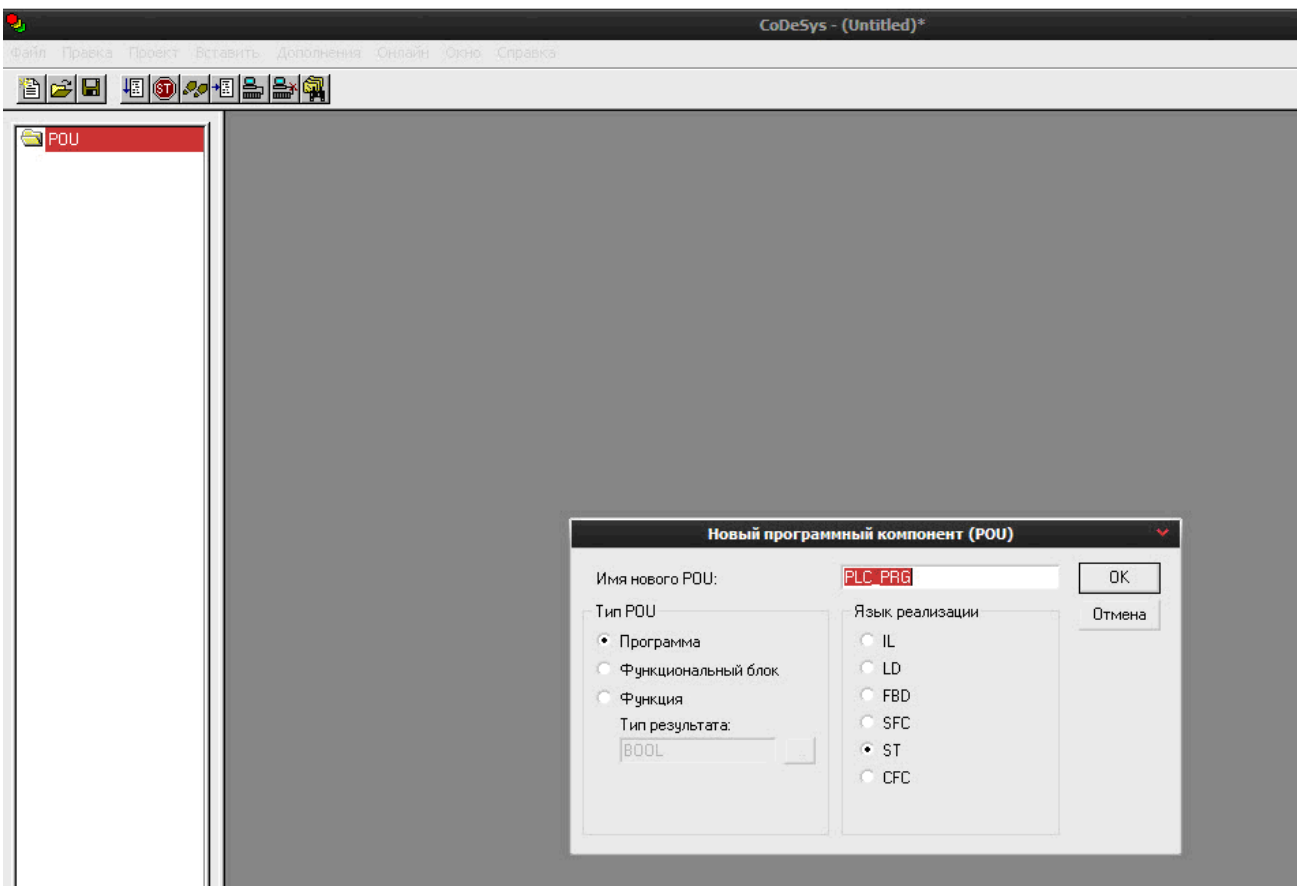 CoDeSys - (Untitled)*
Файл Правка Проект Вставить Дополнения Онлайн Окно Справка
ST
POU
Новый программный компонент (POU)
Имя нового POU: PLC_PRG OK
Тип POU Язык реализации Отмена
Программа IL
Функциональный блок LD
Функция FBD
Тип результата: SFC
BOOL ... ST
CFC